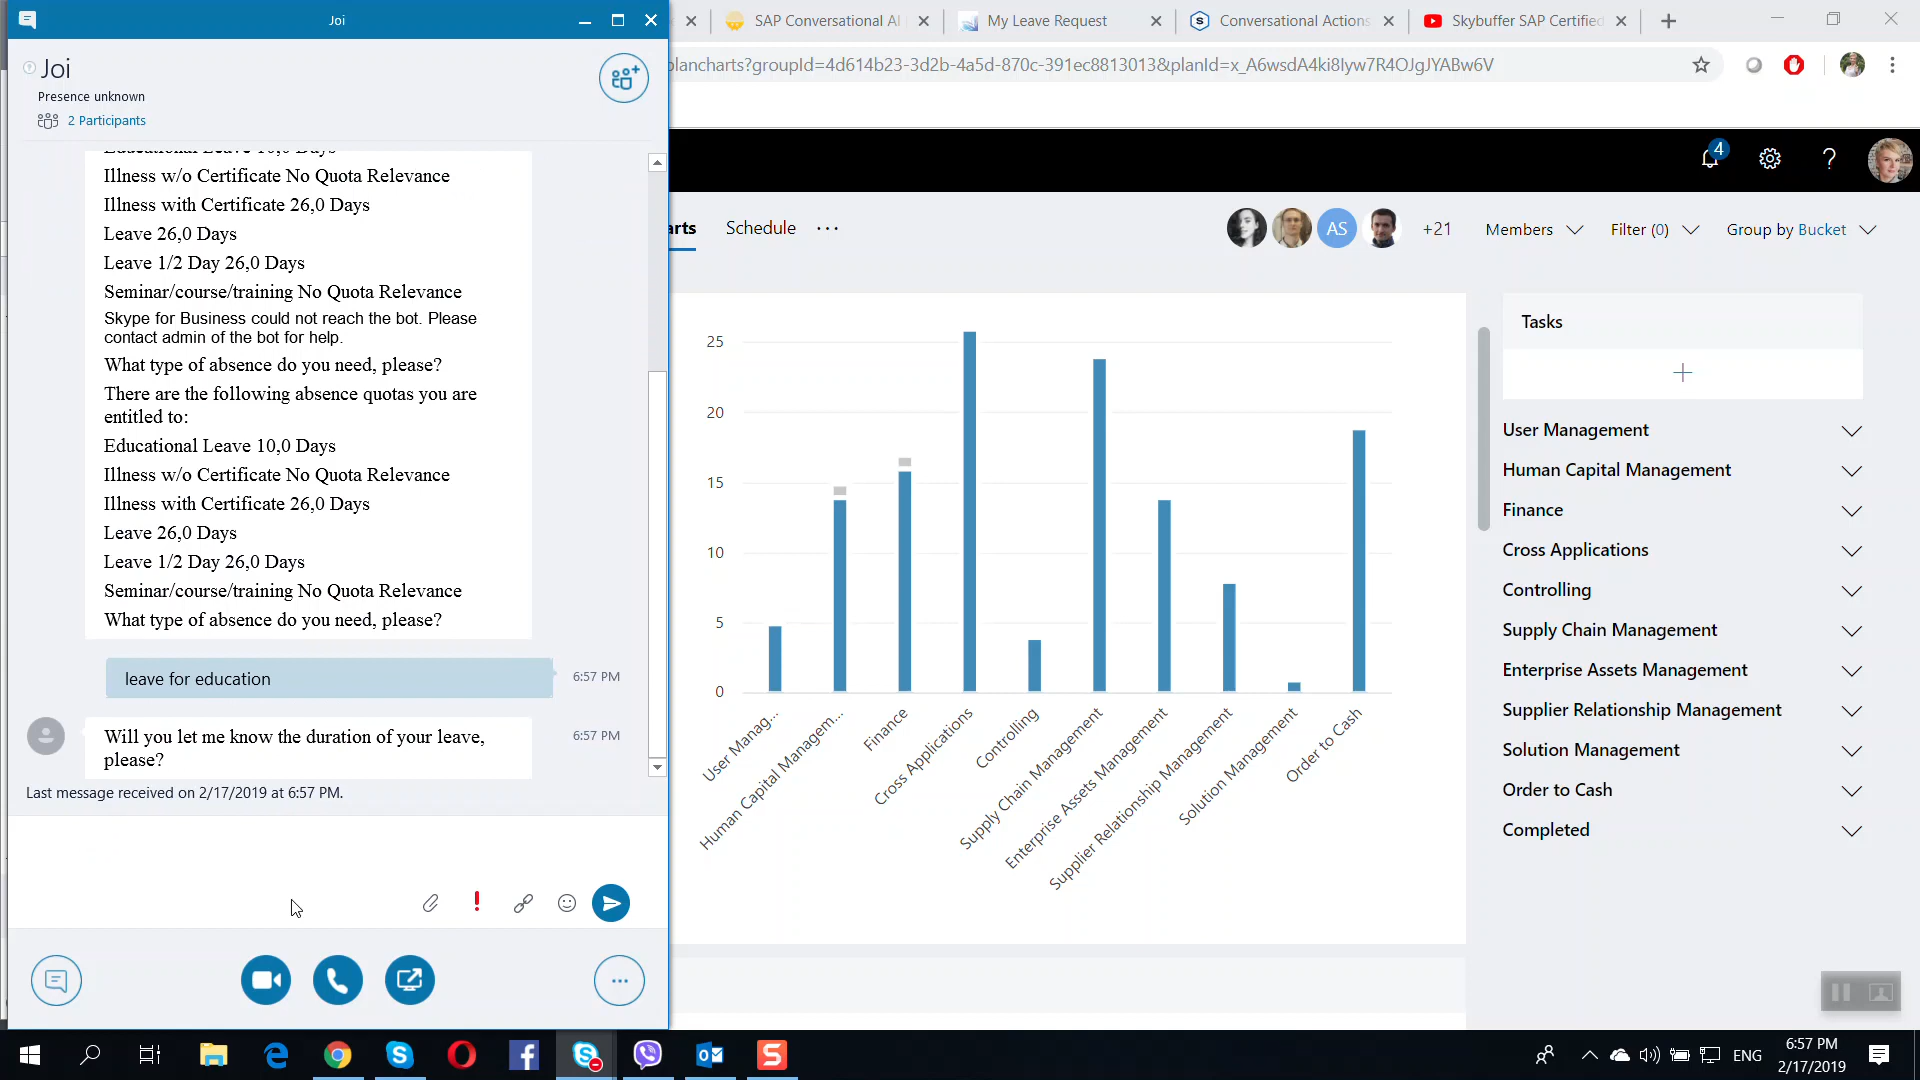 Joi
SAP Conversational AI
My Leave Request
Conversational Actions
Skybuffer SAP Certified
Joi
Presence unknown
2 Participants
plancharts?groupId=4d614b23-3d2b-4a5d-870c-391ec8813013&planId=x_A6wsdA4ki8Iyw7R4OJgJYABw6V
4
?
arts
Schedule
AS
+21
Members
Filter (0)
Group by Bucket
Educational Leave 10,0 Days
Illness w/o Certificate No Quota Relevance
Illness with Certificate 26,0 Days
Leave 26,0 Days
Leave 1/2 Day 26,0 Days
Seminar/course/training No Quota Relevance
Skype for Business could not reach the bot. Please
contact admin of the bot for help.
What type of absence do you need, please?
There are the following absence quotas you are
entitled to:
Educational Leave 10,0 Days
Illness w/o Certificate No Quota Relevance
Illness with Certificate 26,0 Days
Leave 26,0 Days
Leave 1/2 Day 26,0 Days
Seminar/course/training No Quota Relevance
What type of absence do you need, please?
leave for education
6:57 PM
Will you let me know the duration of your leave,
please?
6:57 PM
Last message received on 2/17/2019 at 6:57 PM.
25
20
15
10
5
0
User Manag...
Human Capital Managem...
Finance
Cross Applications
Controlling
Supply Chain Management
Enterprise Assets Management
Supplier Relationship Management
Solution Management
Order to Cash
Tasks
User Management
Human Capital Management
Finance
Cross Applications
Controlling
Supply Chain Management
Enterprise Assets Management
Supplier Relationship Management
Solution Management
Order to Cash
Completed
ENG
6:57 PM
2/17/2019